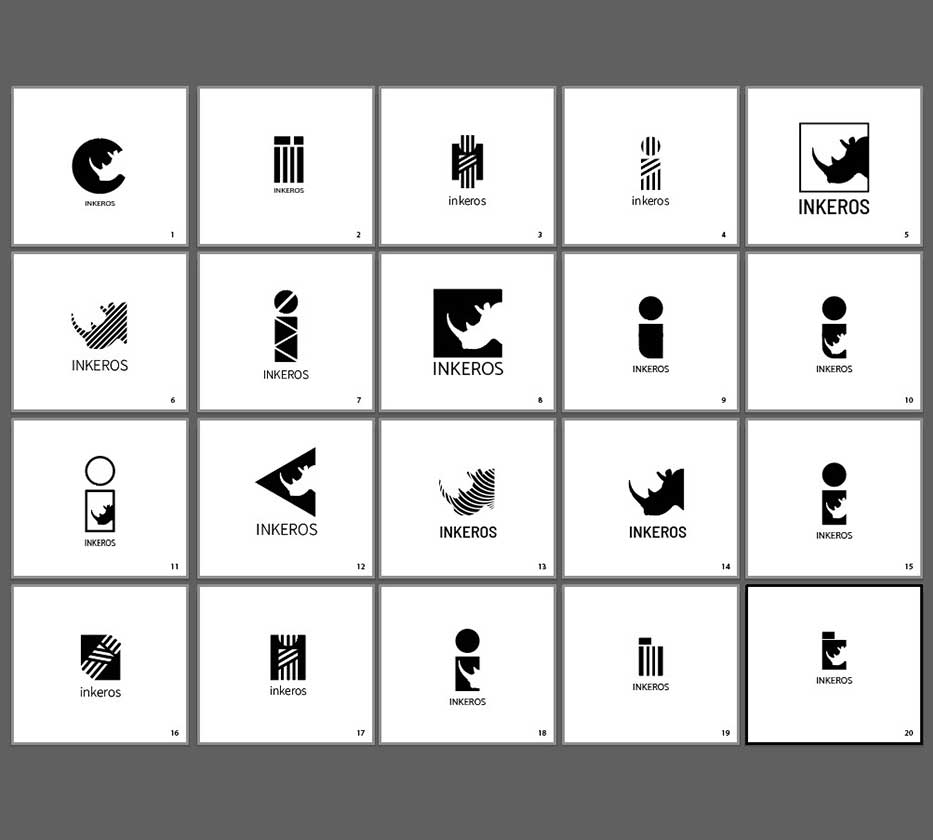 INKEROS
1
INKEROS
2
inkeros
3
inkeros
4
INKEROS
5
INKEROS
6
INKEROS
7
INKEROS
8
INKEROS
9
INKEROS
10
INKEROS
11
INKEROS
12
INKEROS
13
INKEROS
14
INKEROS
15
inkeros
16
inkeros
17
INKEROS
18
INKEROS
19
INKEROS
20